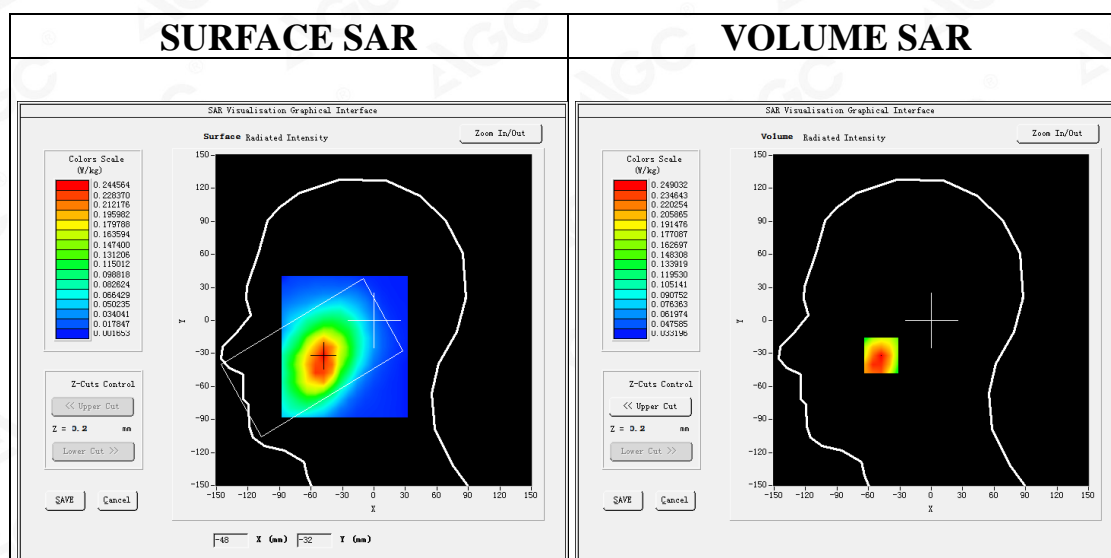 SURFACE SAR
VOLUME SAR
SAR Visualisation Graphical Interface
Surface Radiated Intensity
Zoom In/Out
Colors Scale
(W/kg)
0.244564
0.228370
0.212176
0.195982
0.179788
0.163594
0.147400
0.131206
0.115012
0.098818
0.082624
0.066429
0.050235
0.034041
0.017847
0.001653
Z-Cuts Control
<< Upper Cut
Z = 3.2 mm
Lower Cut >>
SAVE Cancel
150
120
90
60
30
0
-30
-60
-90
-120
-150
Y
-150 -120 -90 -60 -30 0 30 60 90 120 150
X
-48 X (mm) -32 Y (mm)
SAR Visualisation Graphical Interface
Volume Radiated Intensity
Zoom In/Out
Colors Scale
(W/kg)
0.249032
0.234643
0.220254
0.205865
0.191476
0.177087
0.162697
0.148308
0.133919
0.119530
0.105141
0.090752
0.076363
0.061974
0.047585
0.033196
Z-Cuts Control
<< Upper Cut
Z = 3.2 mm
Lower Cut >>
SAVE Cancel
150
120
90
60
30
0
-30
-60
-90
-120
-150
Y
-150 -120 -90 -60 -30 0 30 60 90 120 150
X
AGC